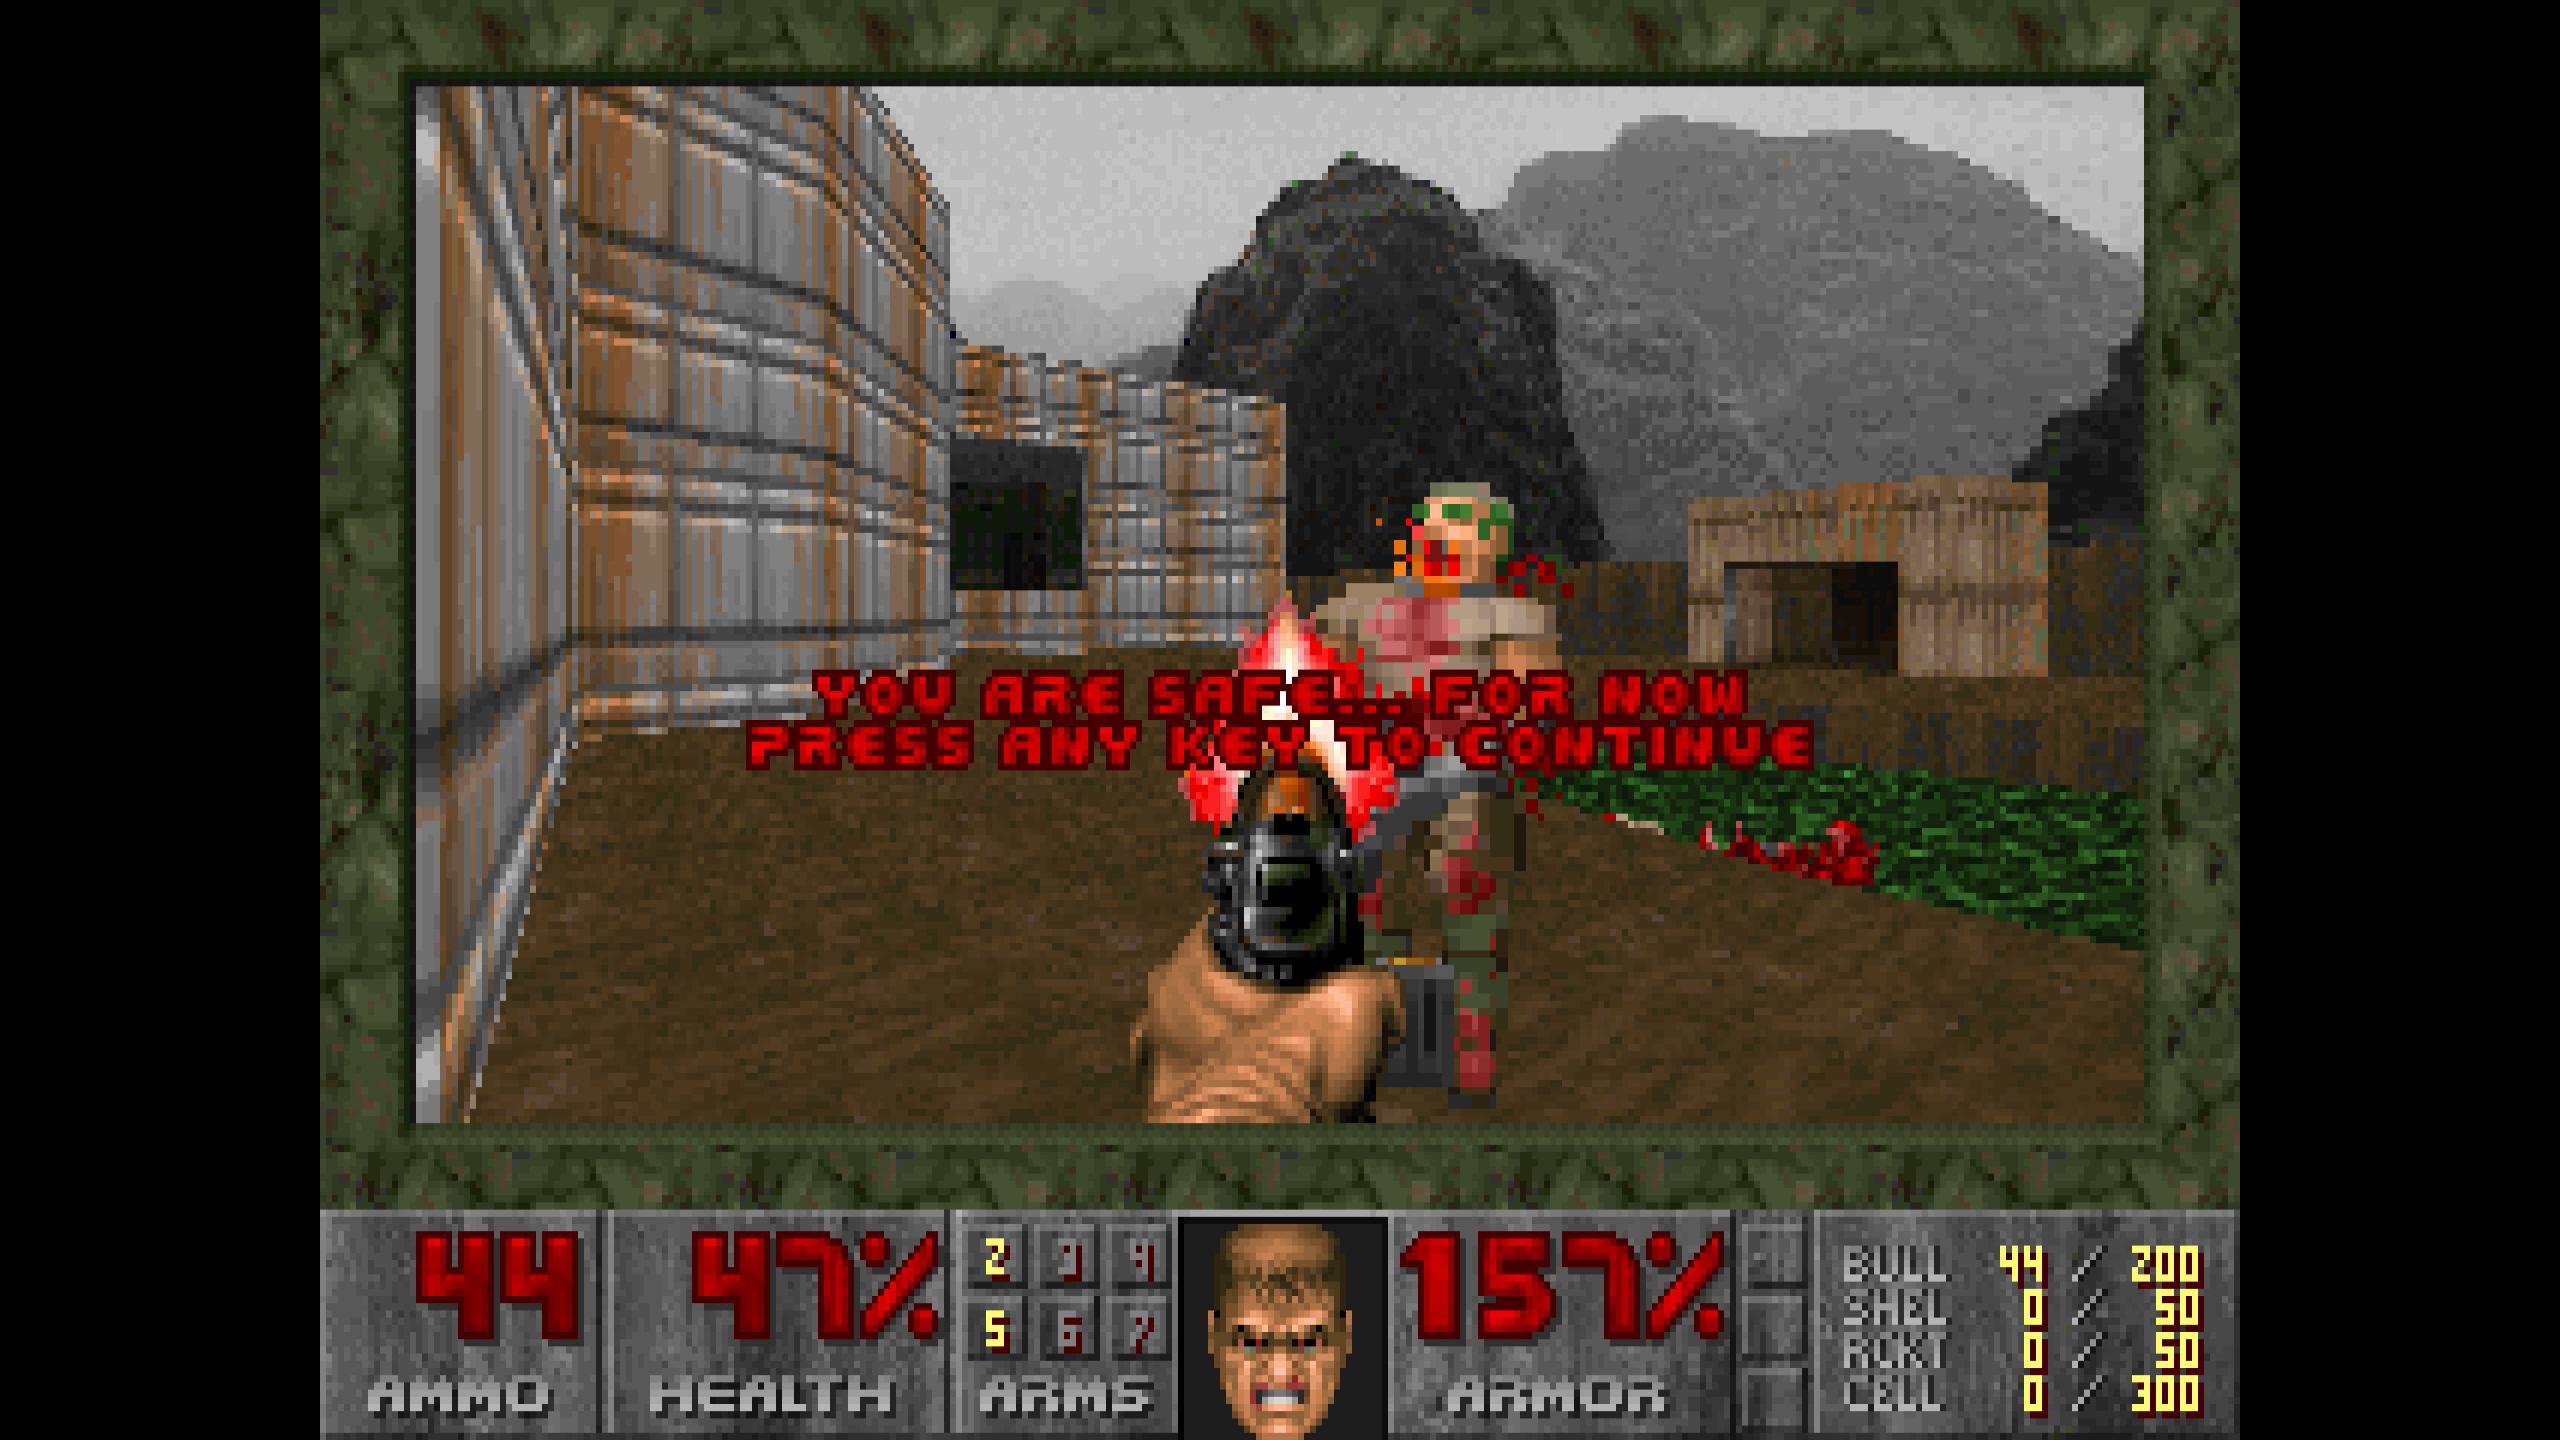 YOU ARE SAFE... FOR NOW
PRESS ANY KEY TO CONTINUE
44 47% 2 3 4 157%
5 6 7
AMMO HEALTH ARMS ARMOR
BULL 44 / 200
SHEL 0 / 50
RCKT 0 / 50
CELL 0 / 300